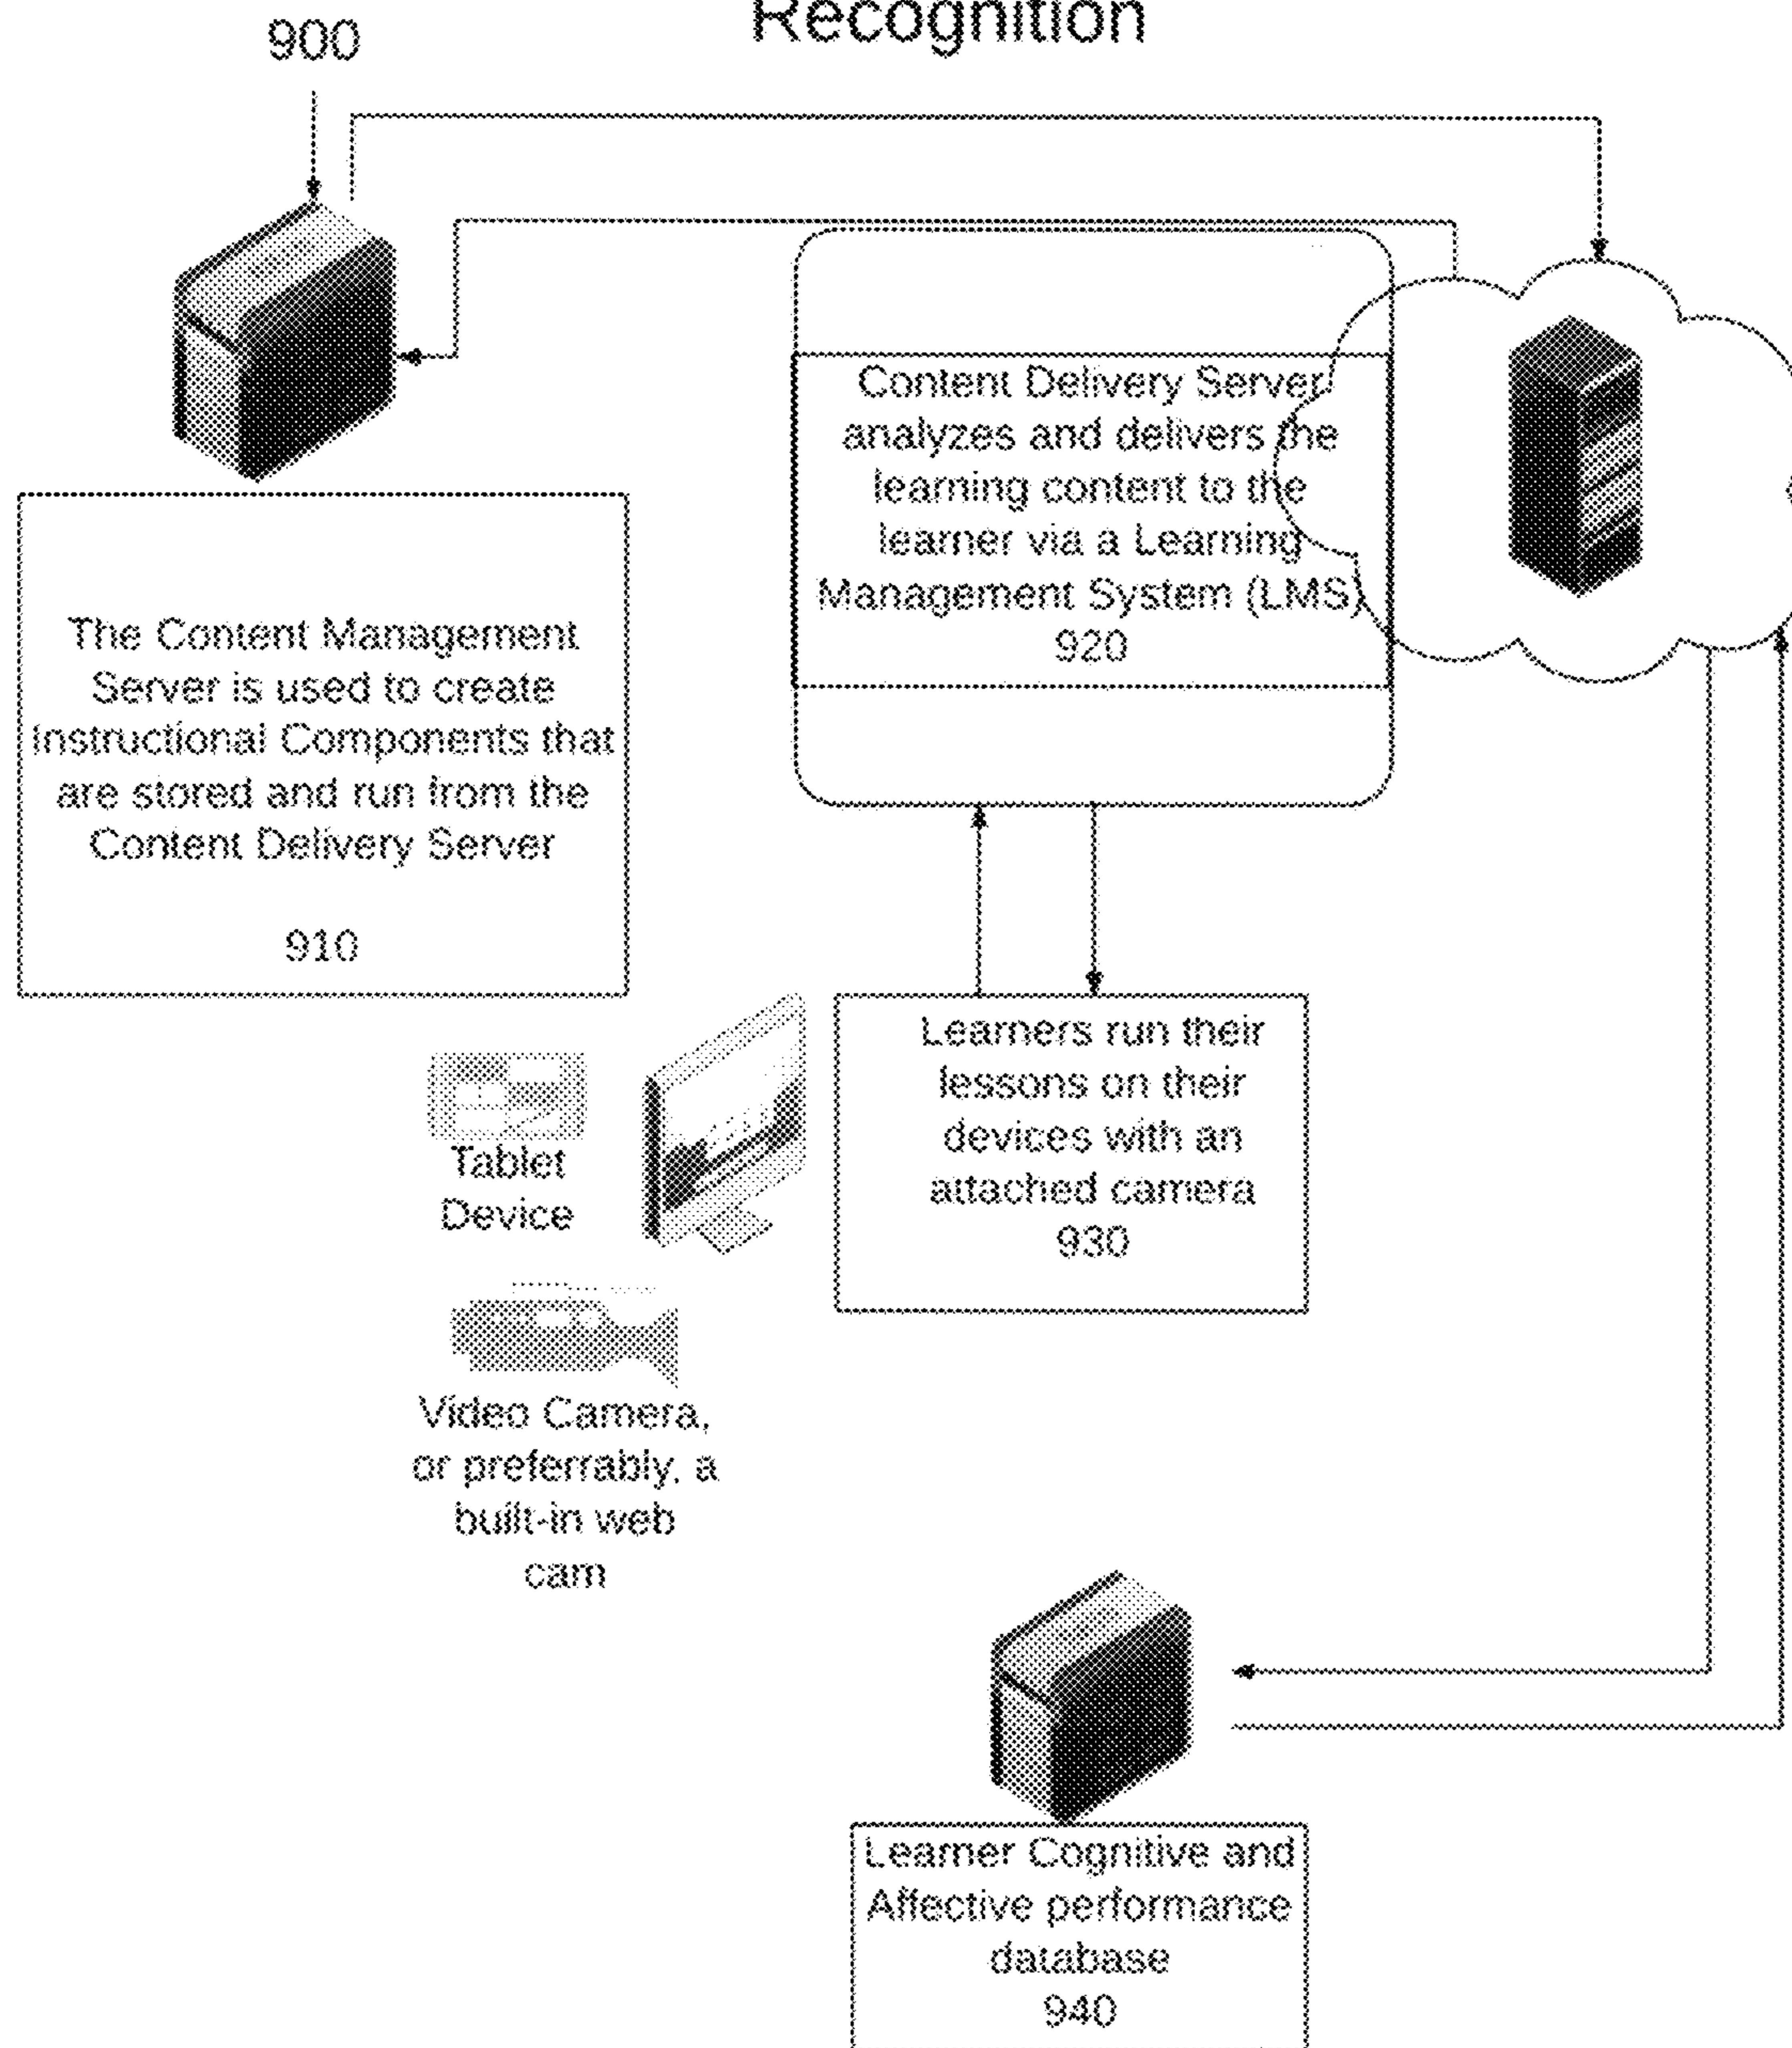 900
Recognition
Content Delivery Server
analyzes and delivers the
learning content to the
learner via a Learning
Management System (LMS)
920
The Content Management
Server is used to create
Instructional Components that
are stored and run from the
Content Delivery Server
910
Learners run their
lessons on their
devices with an
attached camera
930
Tablet
Device
Video Camera,
or preferrably, a
built-in web
cam
Learner Cognitive and
Affective performance
database
940